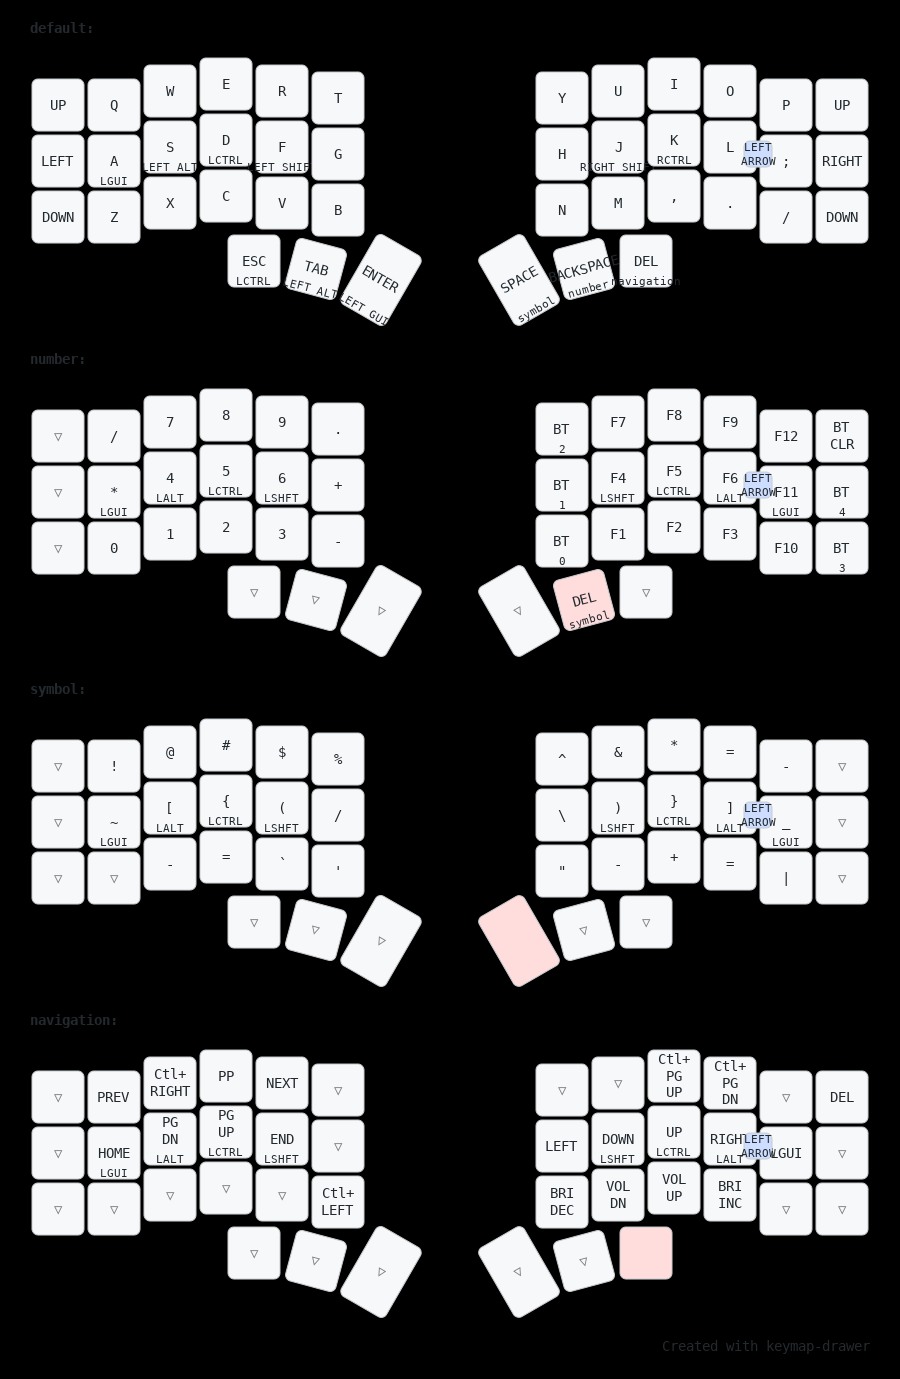 default:
UP Q W E R T Y U I O P UP
LEFT A S D F G H J K L ; RIGHT
LGUI LEFT ALT LCTRL LEFT SHIF RIGHT SHIF RCTRL LEFT ARROW
DOWN Z X C V B N M , . / DOWN
ESC TAB ENTER SPACE BACKSPACE DEL
LCTRL LEFT ALT LEFT GUI symbol number navigation
number:
▽ / 7 8 9 . BT F7 F8 F9 F12 BT CLR
2
▽ * 4 5 6 + BT F4 F5 F6 F11 BT
LGUI LALT LCTRL LSHFT 1 LSHFT LCTRL LALT LEFT ARROW LGUI 4
▽ 0 1 2 3 - BT F1 F2 F3 F10 BT
0 3
▽ ▽ ▽ ▽ DEL ▽
symbol
symbol:
▽ ! @ # $ % ^ & * = - ▽
▽ ~ [ { ( / \ ) } ] _ ▽
LGUI LALT LCTRL LSHFT LSHFT LCTRL LALT LEFT ARROW LGUI
▽ ▽ - = ` ' " - + = | ▽
▽ ▽ ▽ ▽ ▽
navigation:
▽ PREV Ctl+ RIGHT PP NEXT ▽ ▽ ▽ Ctl+ PG UP Ctl+ PG DN ▽ DEL
▽ HOME PG DN PG UP END ▽ LEFT DOWN UP RIGHT LGUI ▽
LGUI LALT LCTRL LSHFT LSHFT LCTRL LALT LEFT ARROW
▽ ▽ ▽ ▽ ▽ Ctl+ LEFT BRI DEC VOL DN VOL UP BRI INC ▽ ▽
▽ ▽ ▽ ▽ ▽
Created with keymap-drawer